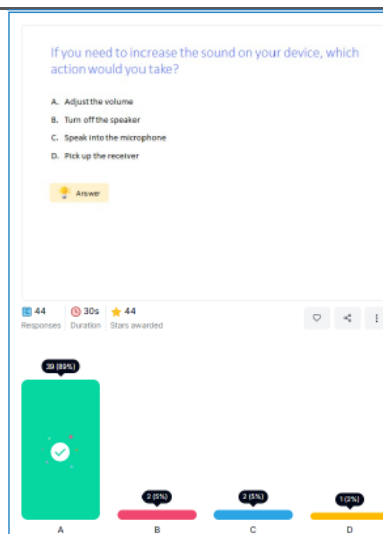 If you need to increase the sound on your device, which
action would you take?
A. Adjust the volume
B. Turn off the speaker
C. Speak into the microphone
D. Pick up the receiver
Answer
44 30s 44
Responses Duration Stars awarded
39 (89%)
2 (5%) 2 (5%) 1 (2%)
A B C D